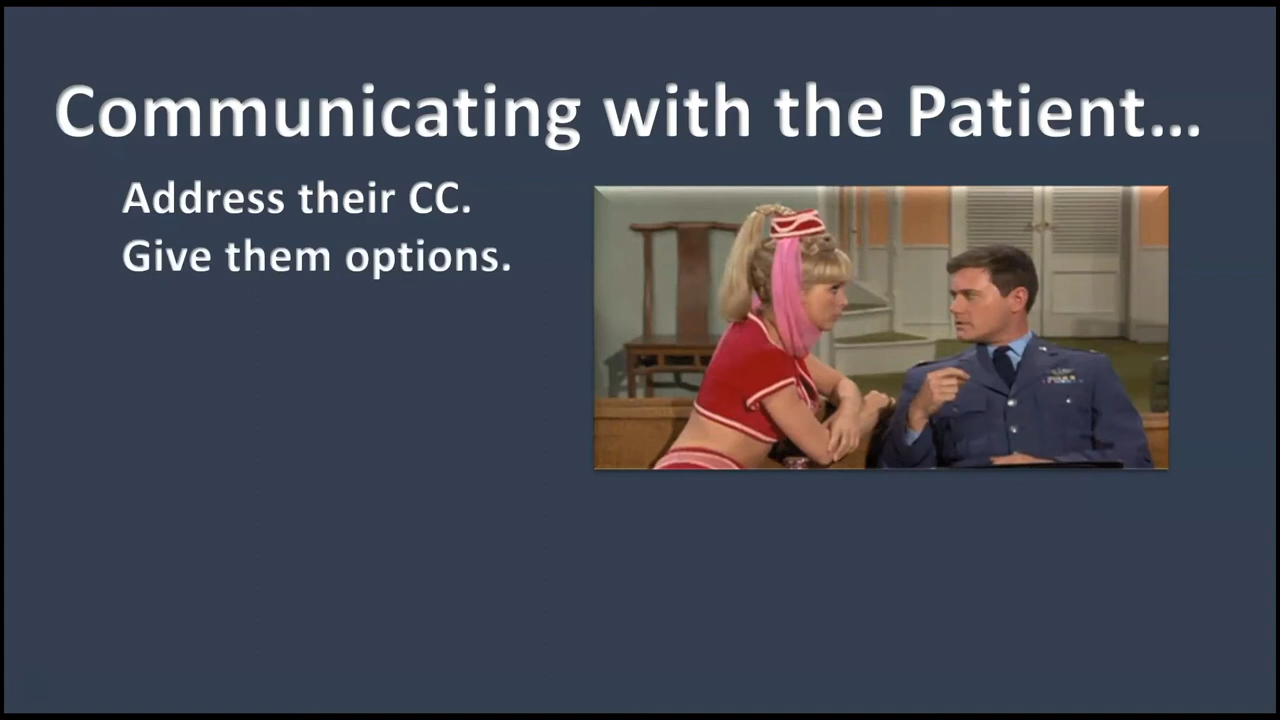 Communicating with the Patient...
Address their CC.
Give them options.